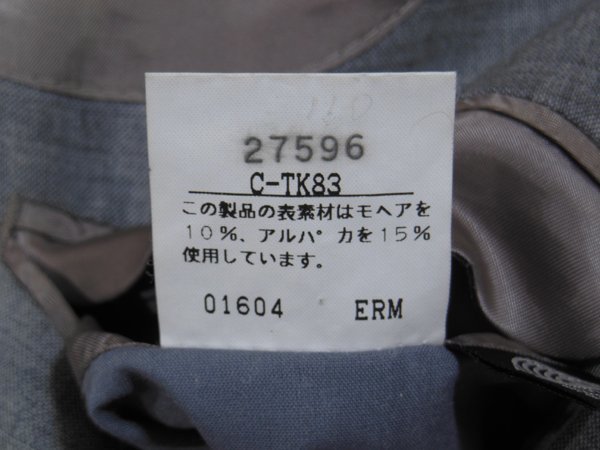 110
27596
C-TK83
この製品の表素材はモヘアを
10%、アルパカを15%
使用しています。
01604 ERM